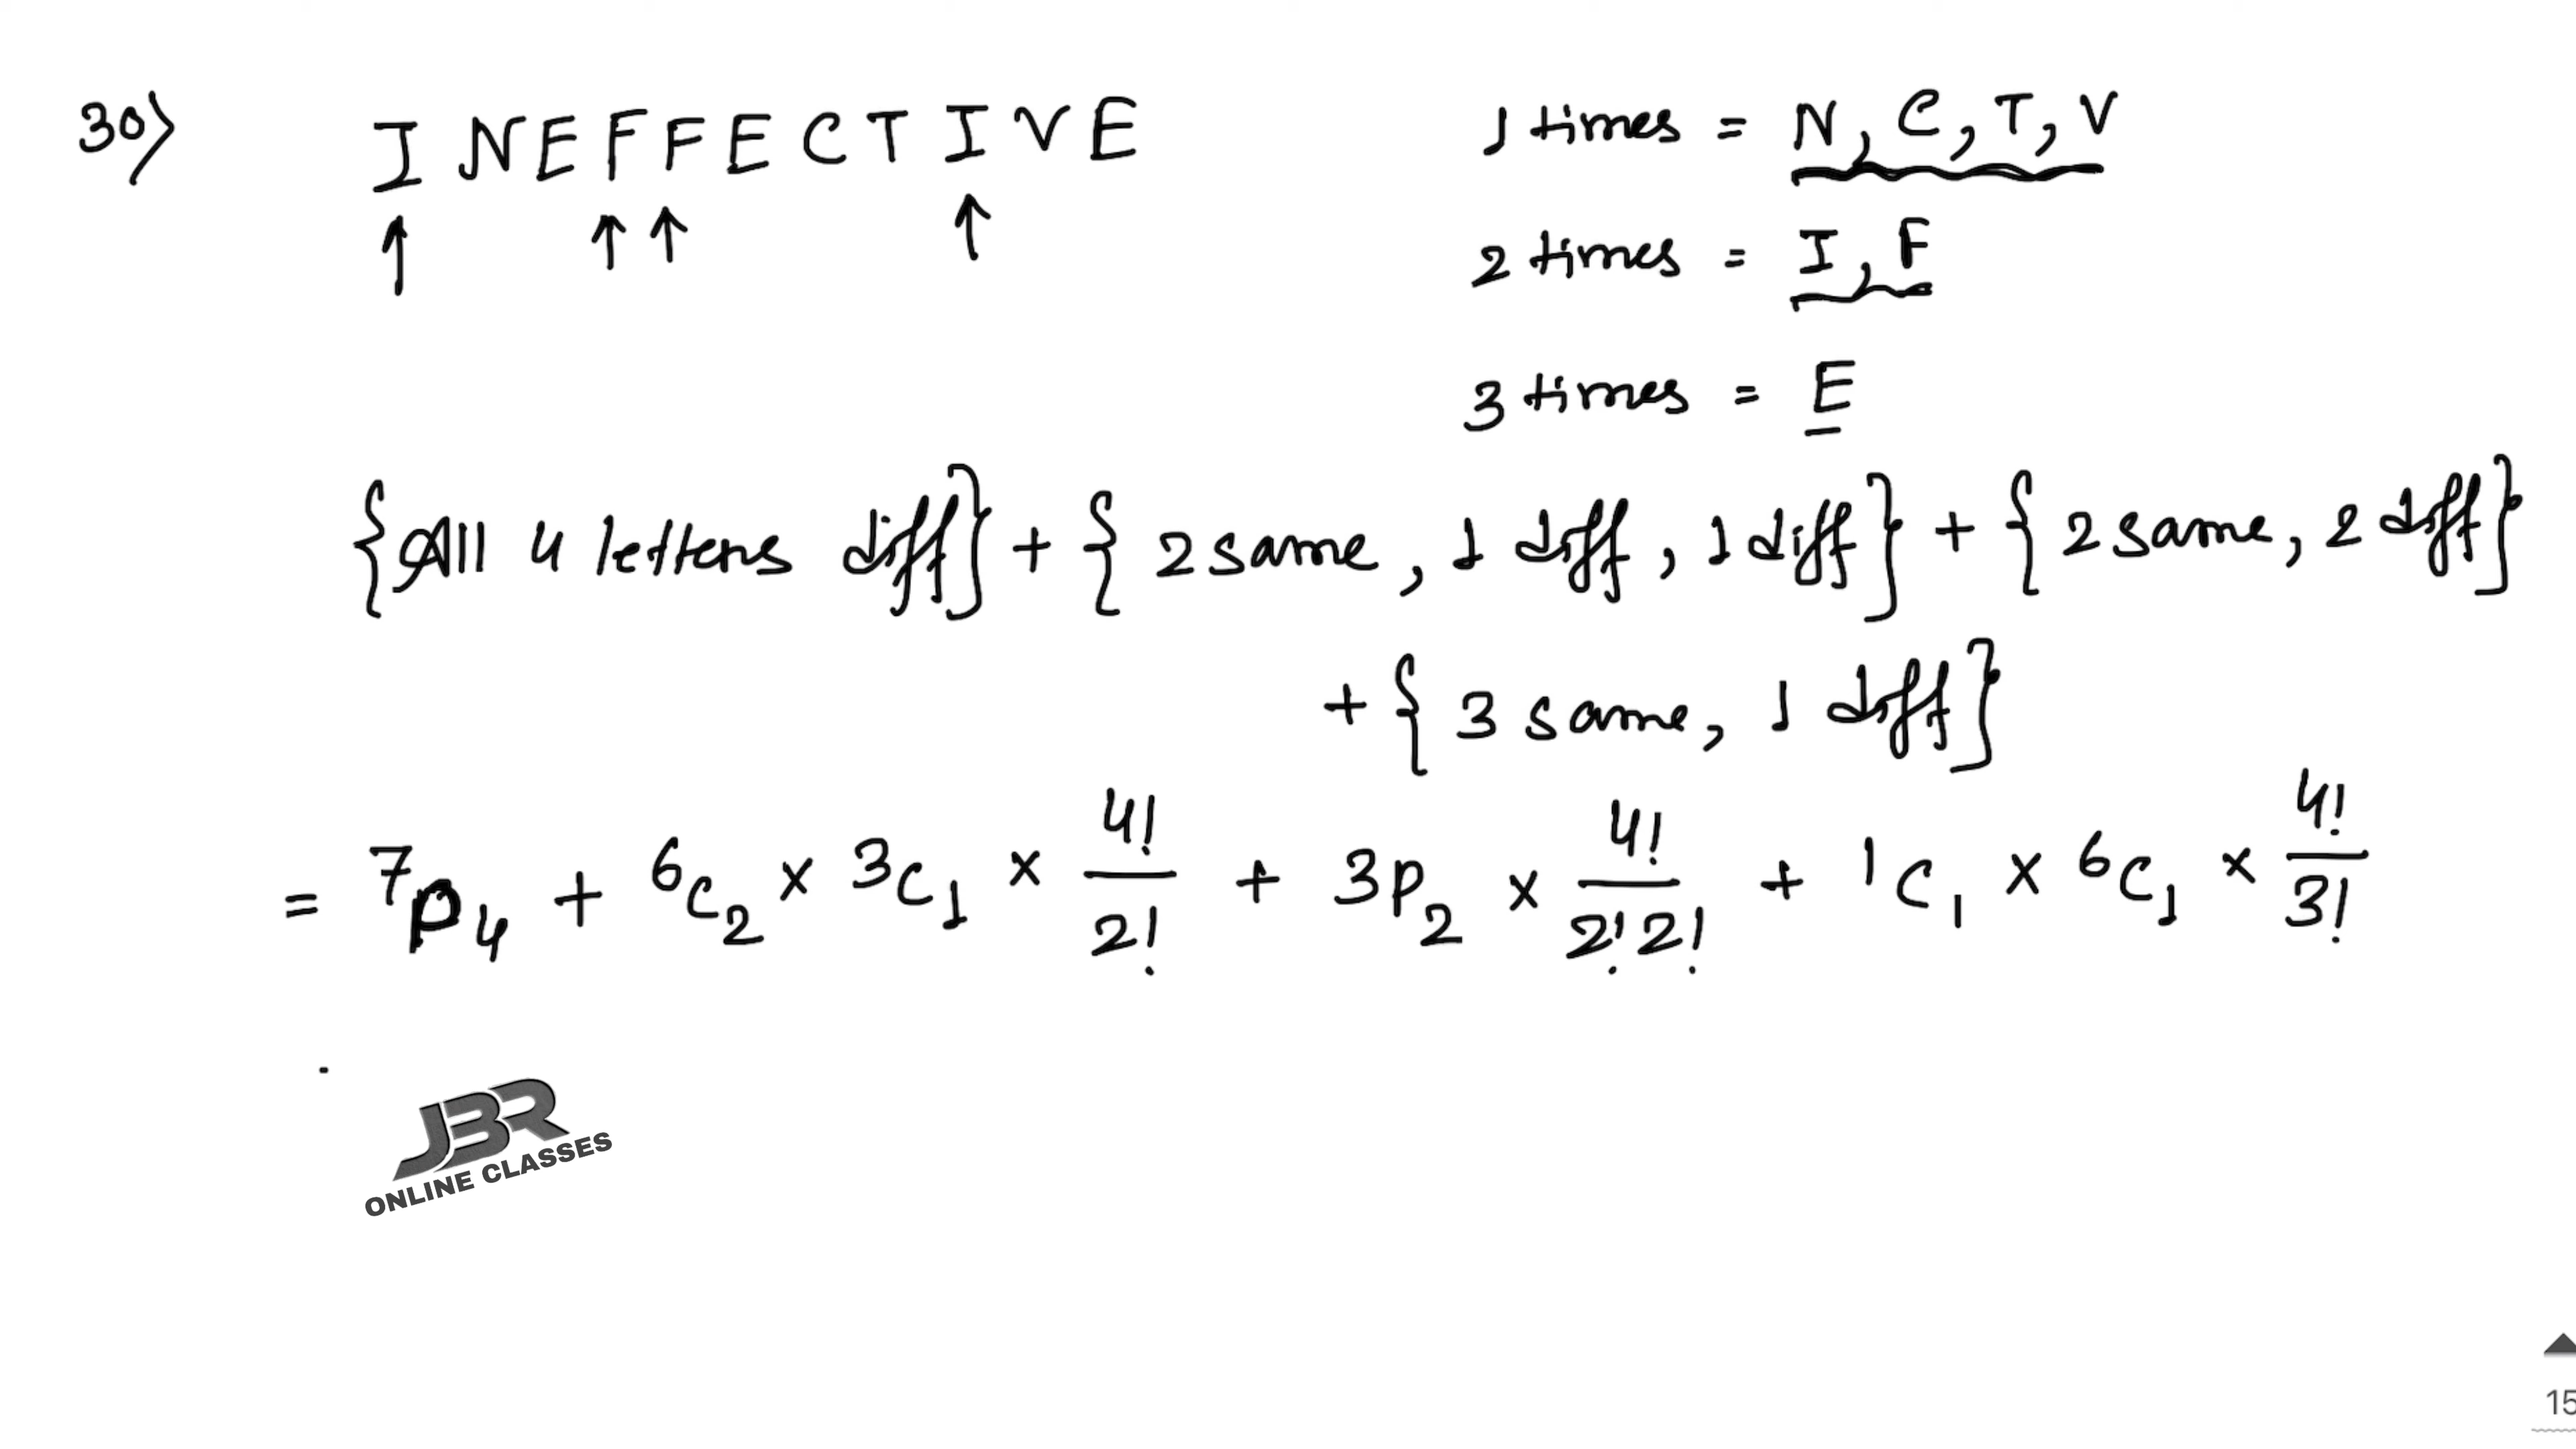 30) I N E F F E C T I V E
1 times = N, C, T, V
2 times = I, F
3 times = E
{All 4 letters diff} + {2 same, 1 diff, 1 diff} + {2 same, 2 diff}
+ {3 same, 1 diff}
= ⁷P₄ + ⁶C₂ × ³C₁ × 4!/2! + 3P₂ × 4!/2!2! + ¹C₁ × ⁶C₁ × 4!/3!
JBR
ONLINE CLASSES
15